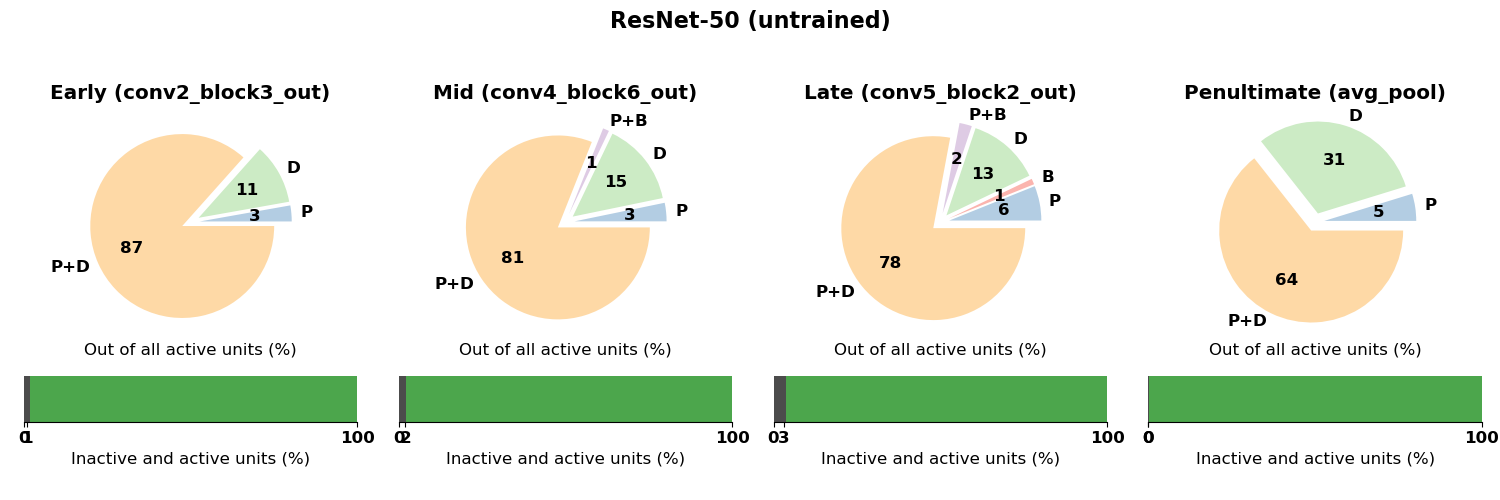 ResNet-50 (untrained)
Early (conv2_block3_out)
P
3
D
11
P+D
87
Out of all active units (%)
0
1
100
Inactive and active units (%)
Mid (conv4_block6_out)
P
3
D
15
P+B
1
P+D
81
Out of all active units (%)
0
2
100
Inactive and active units (%)
Late (conv5_block2_out)
P
6
B
1
D
13
P+B
2
P+D
78
Out of all active units (%)
0
3
100
Inactive and active units (%)
Penultimate (avg_pool)
P
5
D
31
P+D
64
Out of all active units (%)
0
100
Inactive and active units (%)